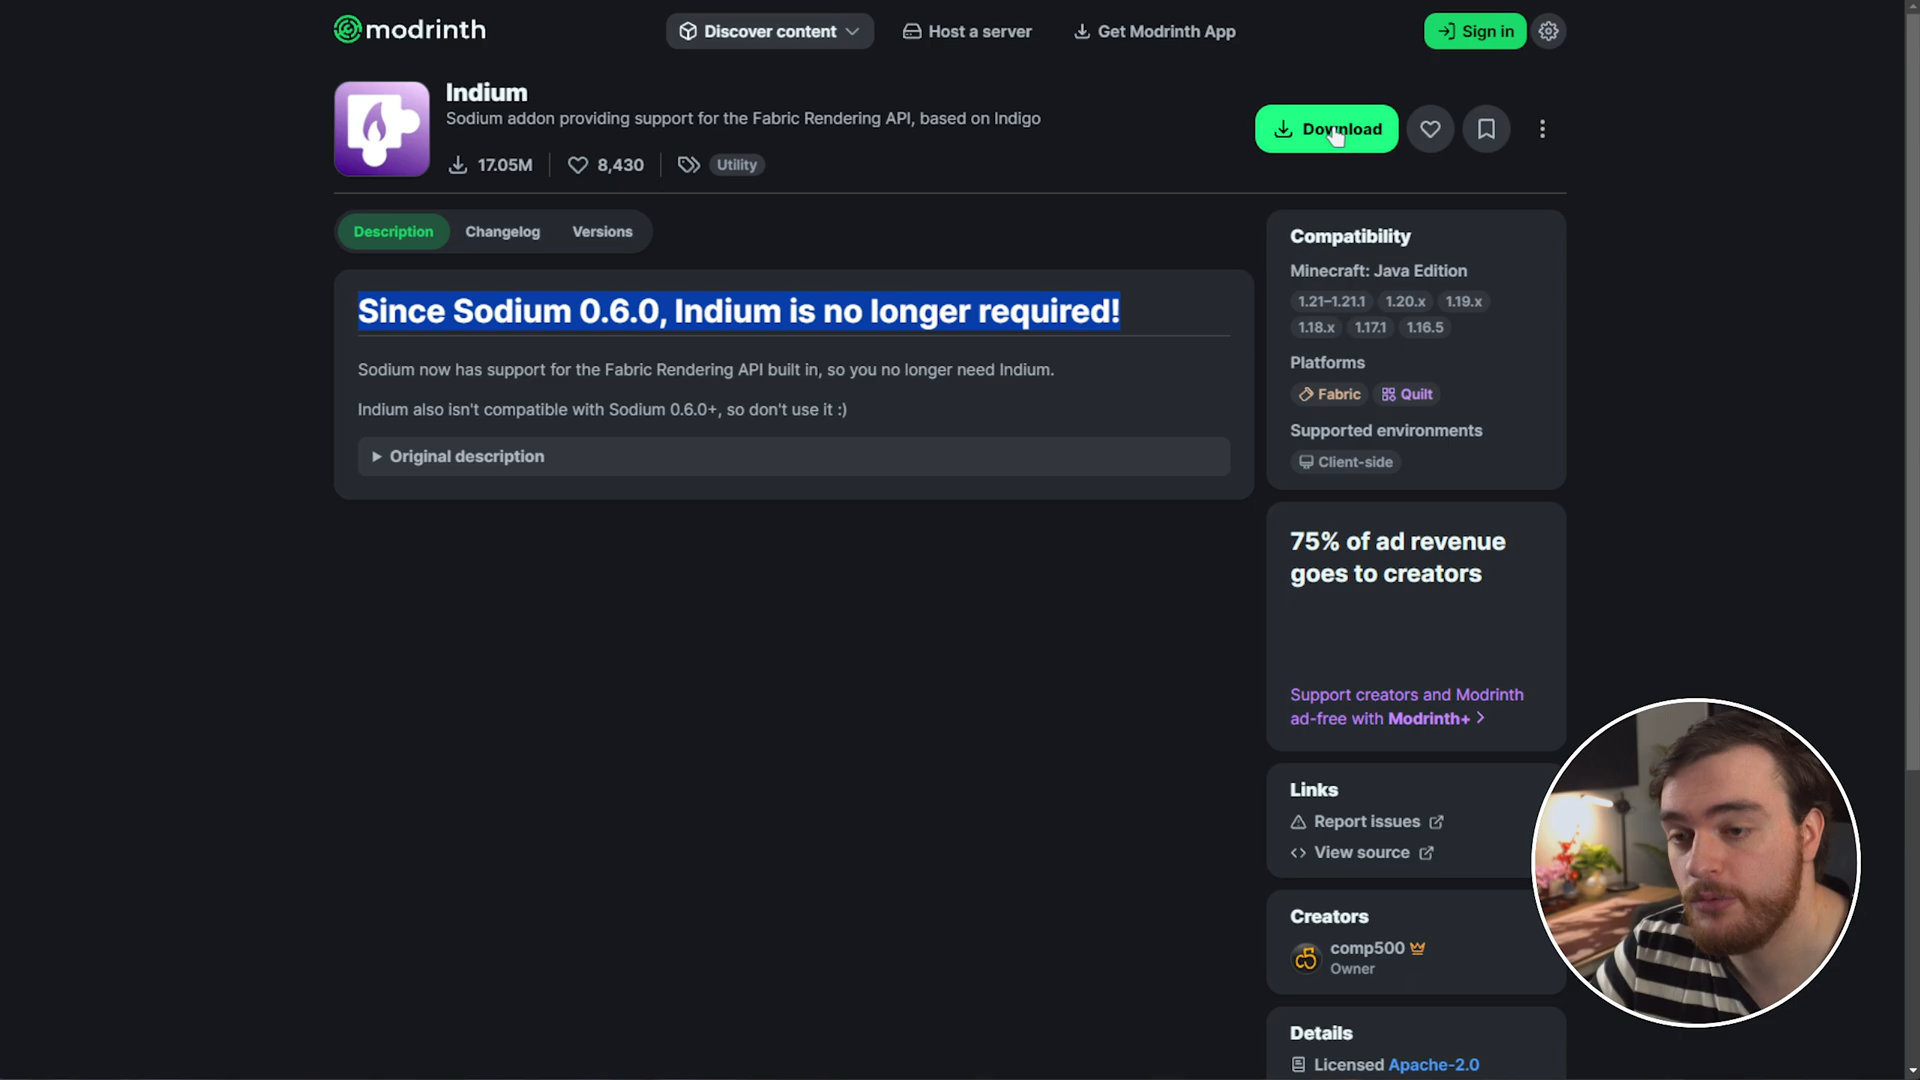 modrinth
Discover content
Host a server
Get Modrinth App
Sign in
Indium
Sodium addon providing support for the Fabric Rendering API, based on Indigo
17.05M
8,430
Utility
Download
Description
Changelog
Versions
Since Sodium 0.6.0, Indium is no longer required!
Sodium now has support for the Fabric Rendering API built in, so you no longer need Indium.
Indium also isn't compatible with Sodium 0.6.0+, so don't use it :)
Original description
Compatibility
Minecraft: Java Edition
1.21–1.21.1 1.20.x 1.19.x
1.18.x 1.17.1 1.16.5
Platforms
Fabric Quilt
Supported environments
Client-side
75% of ad revenue
goes to creators
Support creators and Modrinth
ad-free with Modrinth+
Links
Report issues
View source
Creators
comp500
Owner
Details
Licensed Apache-2.0